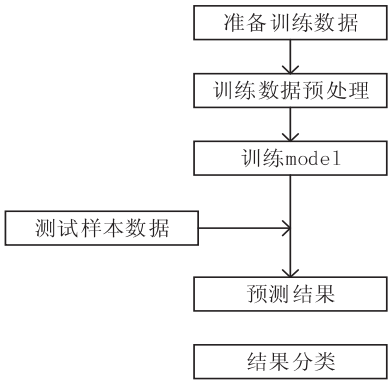 准备训练数据
训练数据预处理
训练model
测试样本数据
预测结果
结果分类